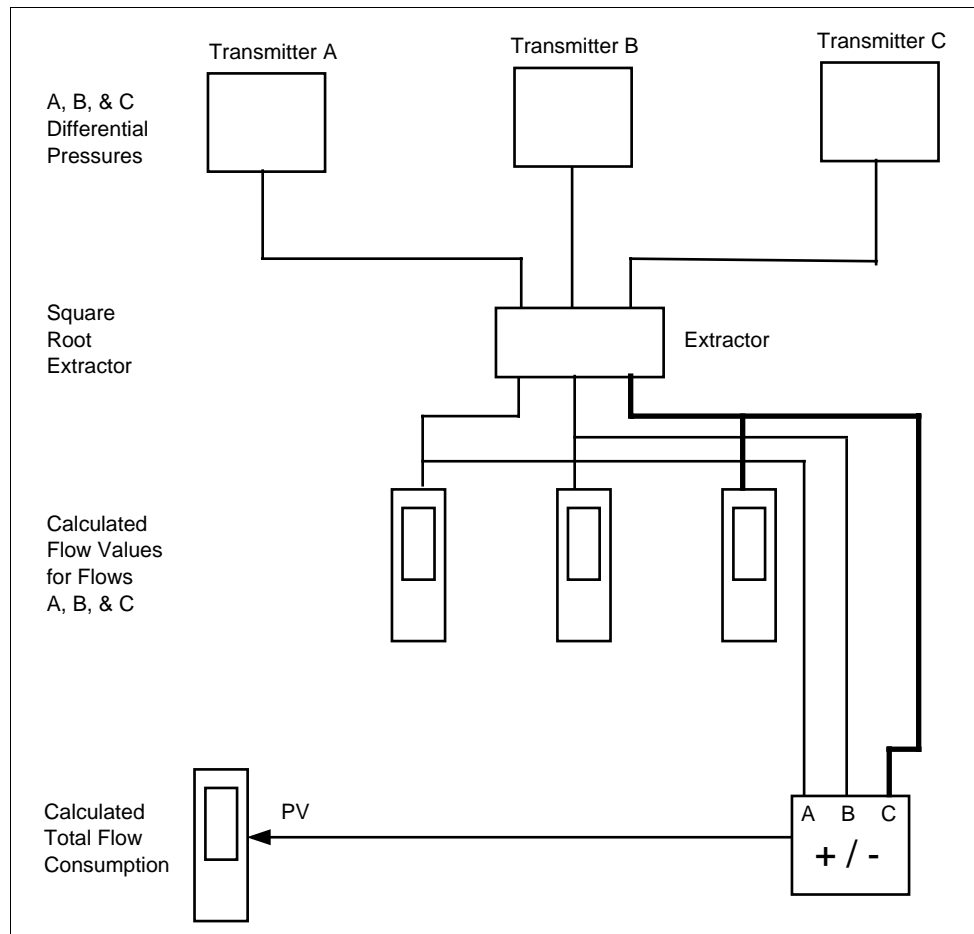 Transmitter A
Transmitter B
Transmitter C
A, B, & C
Differential
Pressures
Square
Root
Extractor
Extractor
Calculated
Flow Values
for Flows
A, B, & C
Calculated
Total Flow
Consumption
PV
A B C
+ / -